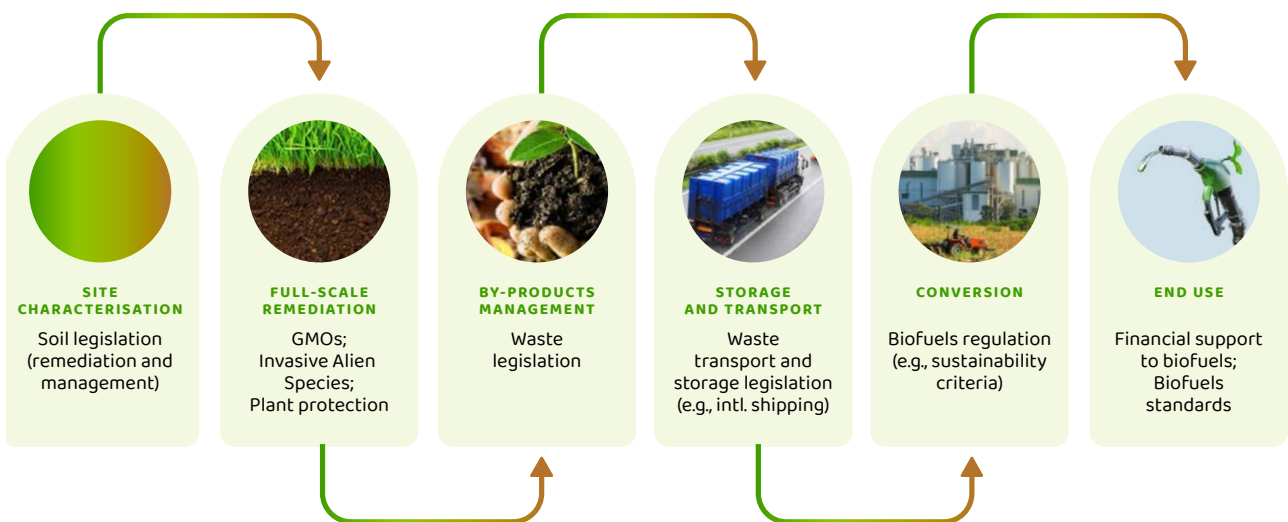 SITE
CHARACTERISATION
Soil legislation
(remediation and
management)
FULL-SCALE
REMEDIATION
GMOs;
Invasive Alien
Species;
Plant protection
BY-PRODUCTS
MANAGEMENT
Waste
legislation
STORAGE
AND TRANSPORT
Waste
transport and
storage legislation
(e.g., intl. shipping)
CONVERSION
Biofuels regulation
(e.g., sustainability
criteria)
END USE
Financial support
to biofuels;
Biofuels
standards